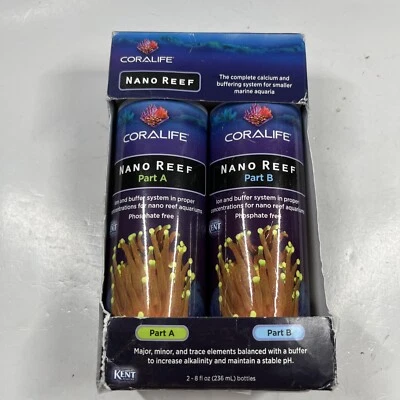 CORALIFE
NANO REEF
The complete calcium and
buffering system for smaller
marine aquaria
CORALIFE
NANO REEF
Part A
Ion and buffer system in proper
concentrations for nano reef aquariums
Phosphate free
CORALIFE
NANO REEF
Part B
Ion and buffer system in proper
concentrations for nano reef aquariums
Phosphate free
KENT
Part A
Part B
Major, minor, and trace elements balanced with a buffer
to increase alkalinity and maintain a stable pH.
KENT
2 - 8 fl oz (236 mL) bottles